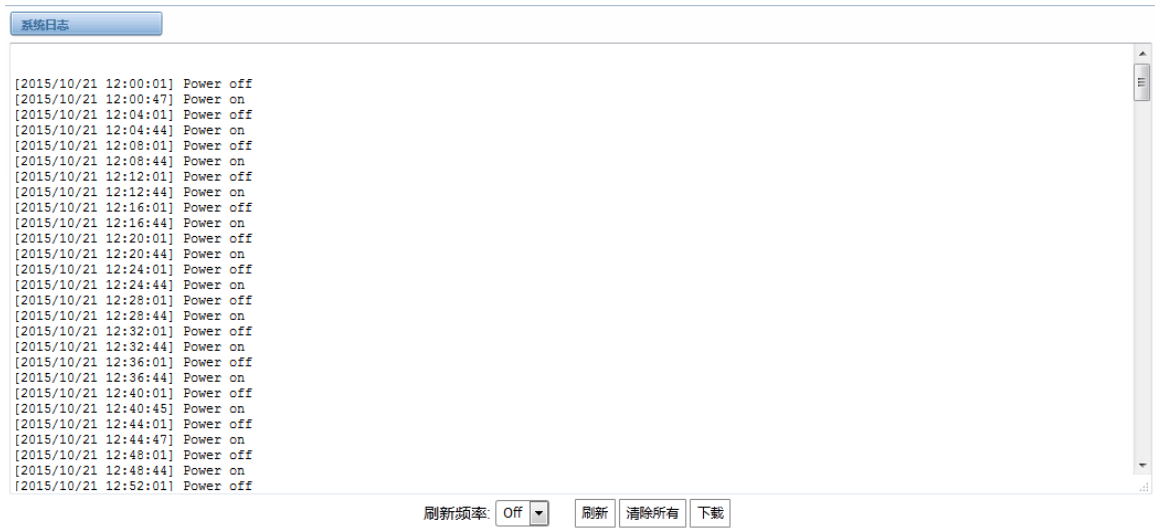 系统日志
[2015/10/21 12:00:01] Power off
[2015/10/21 12:00:47] Power on
[2015/10/21 12:04:01] Power off
[2015/10/21 12:04:44] Power on
[2015/10/21 12:08:01] Power off
[2015/10/21 12:08:44] Power on
[2015/10/21 12:12:01] Power off
[2015/10/21 12:12:44] Power on
[2015/10/21 12:16:01] Power off
[2015/10/21 12:16:44] Power on
[2015/10/21 12:20:01] Power off
[2015/10/21 12:20:44] Power on
[2015/10/21 12:24:01] Power off
[2015/10/21 12:24:44] Power on
[2015/10/21 12:28:01] Power off
[2015/10/21 12:28:44] Power on
[2015/10/21 12:32:01] Power off
[2015/10/21 12:32:44] Power on
[2015/10/21 12:36:01] Power off
[2015/10/21 12:36:44] Power on
[2015/10/21 12:40:01] Power off
[2015/10/21 12:40:45] Power on
[2015/10/21 12:44:01] Power off
[2015/10/21 12:44:47] Power on
[2015/10/21 12:48:01] Power off
[2015/10/21 12:48:44] Power on
[2015/10/21 12:52:01] Power off
刷新频率: Off 刷新 清除所有 下载